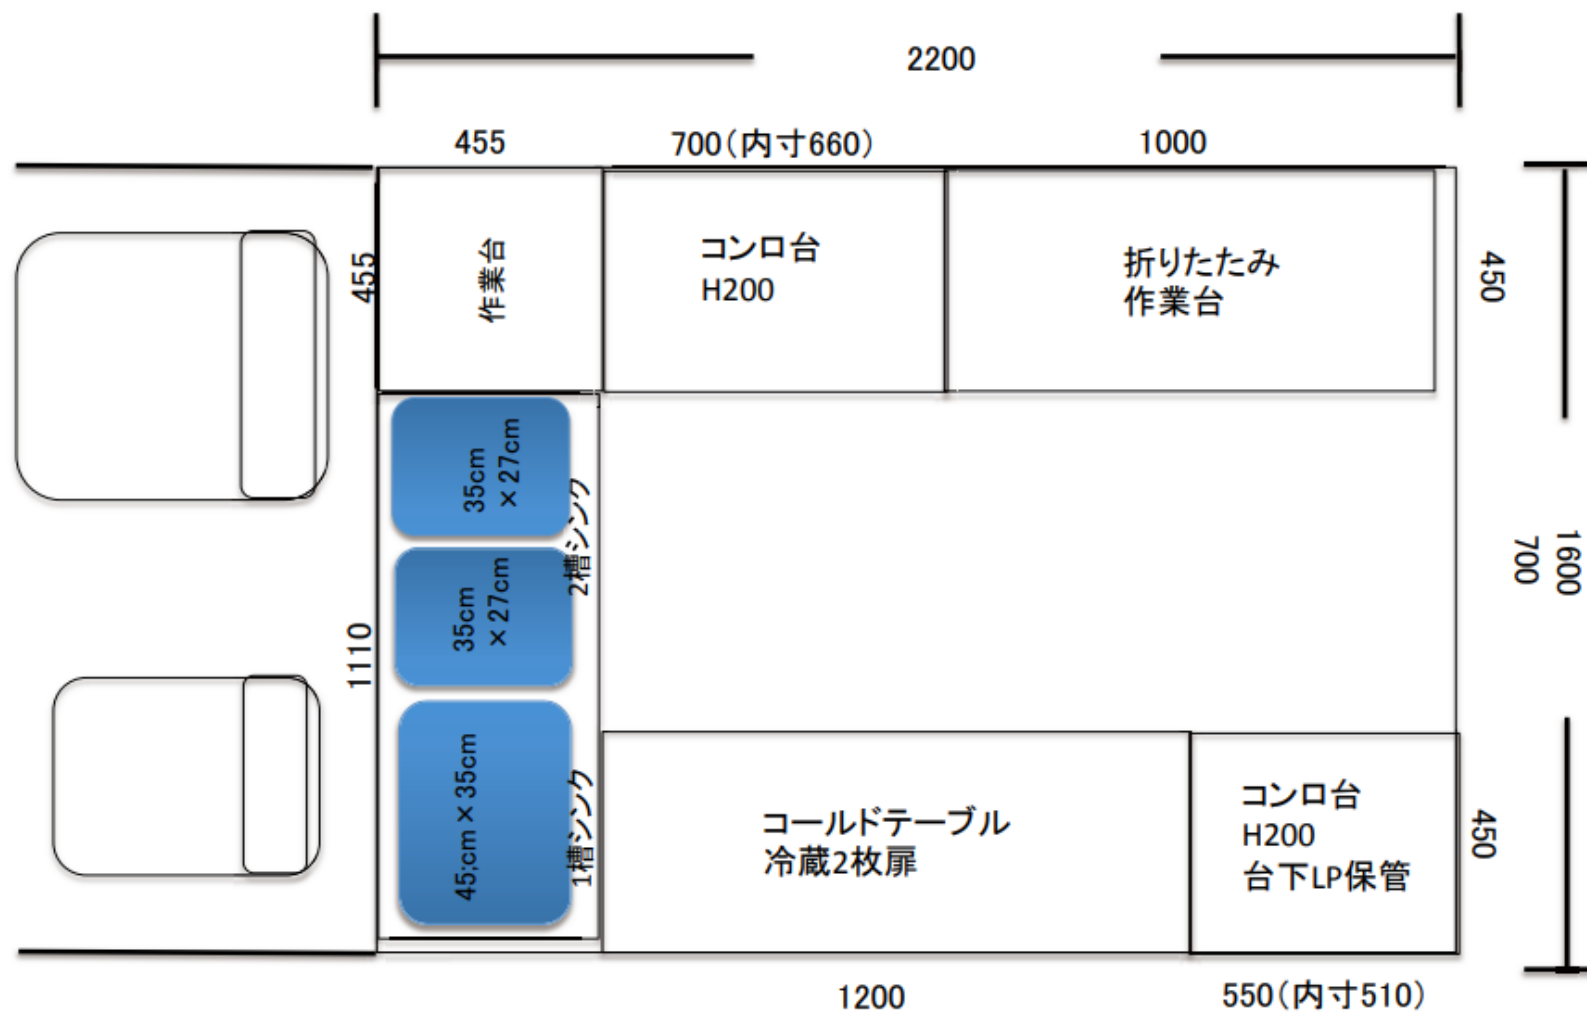 2200
455
700(内寸660)
1000
455
作業台
コンロ台
H200
折りたたみ
作業台
450
35cm
×27cm
2槽シンク
35cm
×27cm
1110
1600
700
45;cm×35cm
1槽シンク
コールドテーブル
冷蔵2枚扉
コンロ台
H200
台下LP保管
450
1200
550(内寸510)